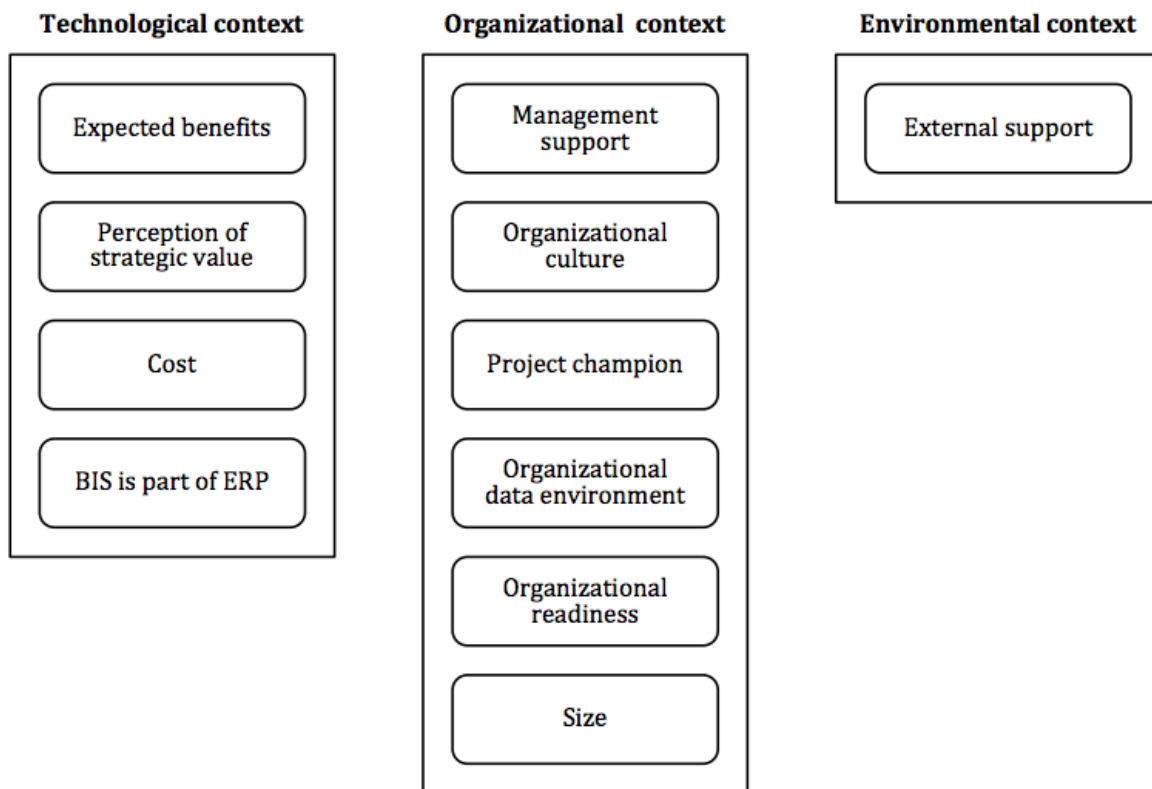 Technological context
Expected benefits
Perception of
strategic value
Cost
BIS is part of ERP
Organizational context
Management
support
Organizational
culture
Project champion
Organizational
data environment
Organizational
readiness
Size
Environmental context
External support